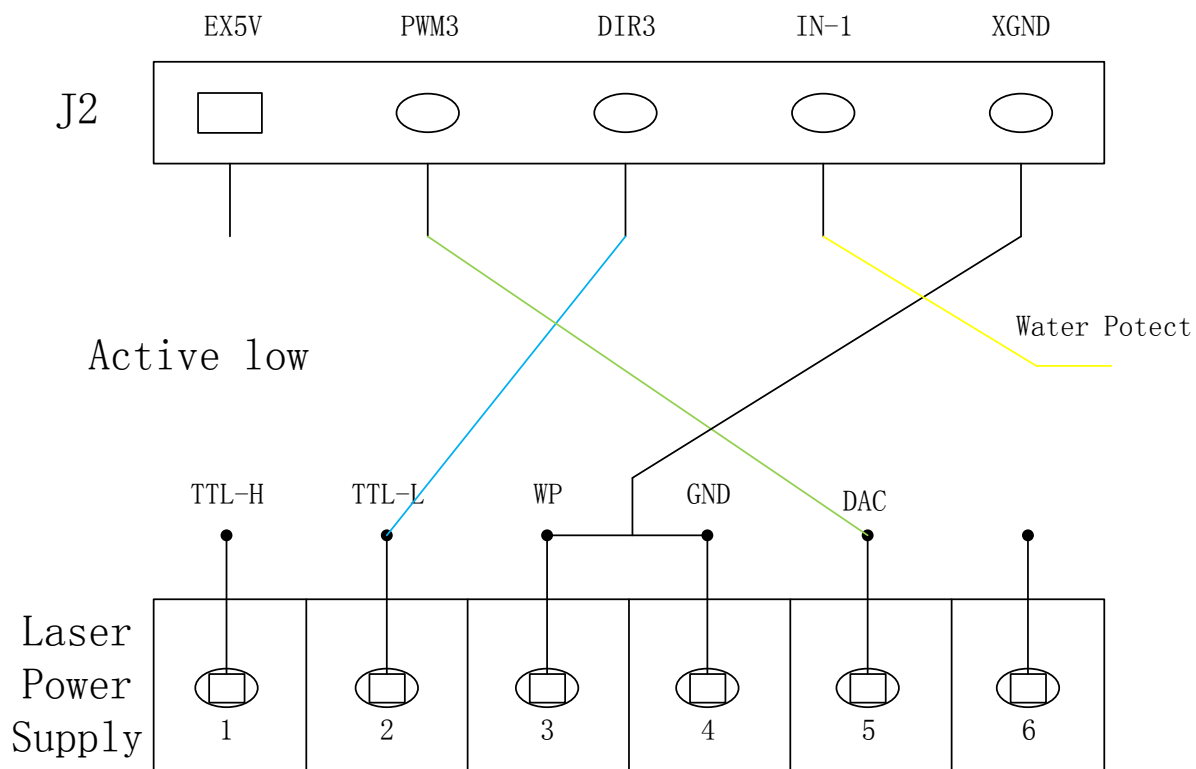 EX5V PWM3 DIR3 IN-1 XGND
J2
Water Potect
Active low
TTL-H TTL-L WP GND DAC
Laser
Power
Supply
1 2 3 4 5 6